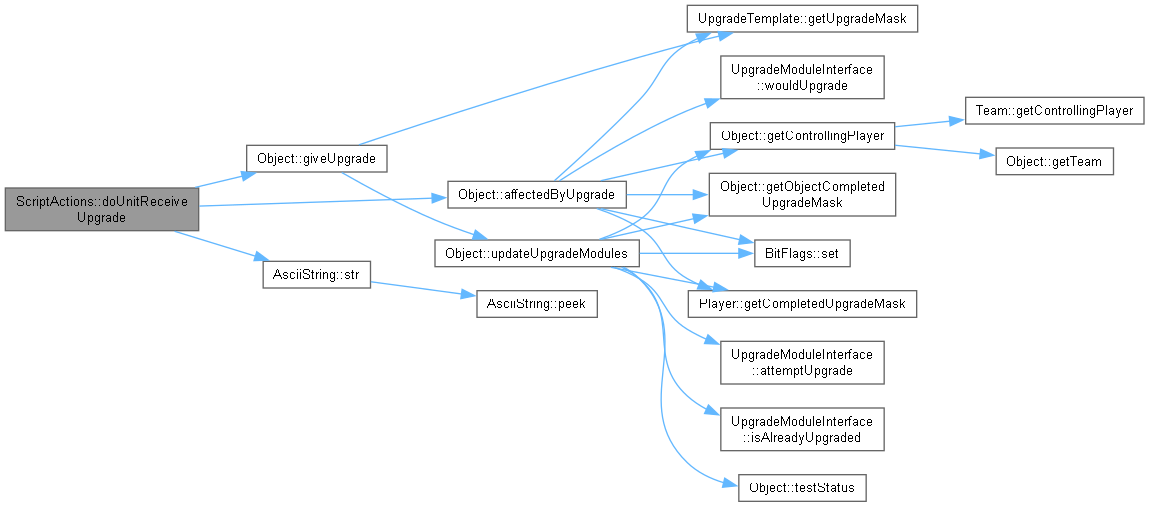 ScriptActions::doUnitReceive
Upgrade
Object::giveUpgrade
AsciiString::str
Object::affectedByUpgrade
Object::updateUpgradeModules
AsciiString::peek
UpgradeTemplate::getUpgradeMask
UpgradeModuleInterface
::wouldUpgrade
Object::getControllingPlayer
Object::getObjectCompleted
UpgradeMask
BitFlags::set
Player::getCompletedUpgradeMask
UpgradeModuleInterface
::attemptUpgrade
UpgradeModuleInterface
::isAlreadyUpgraded
Object::testStatus
Team::getControllingPlayer
Object::getTeam